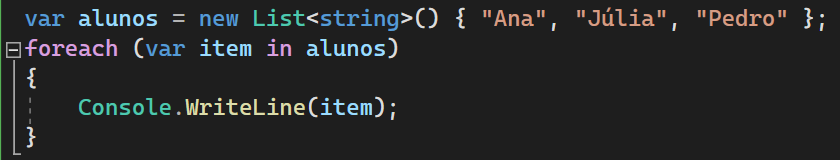 var alunos = new List<string>() { "Ana", "Júlia", "Pedro" };
foreach (var item in alunos)
{
    Console.WriteLine(item);
}